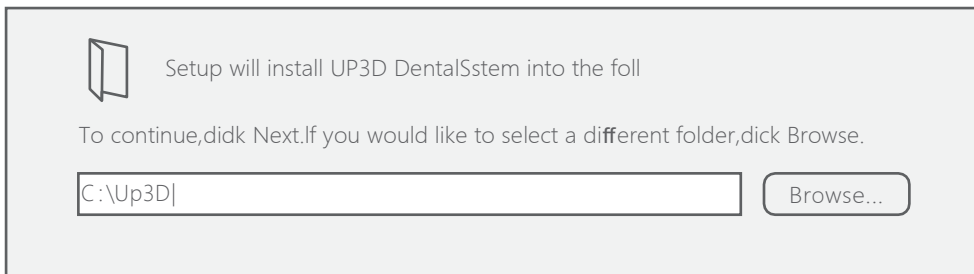 Setup will install UP3D DentalSstem into the foll
To continue,didk Next.lf you would like to select a different folder,dick Browse.
C:\Up3D|
Browse...